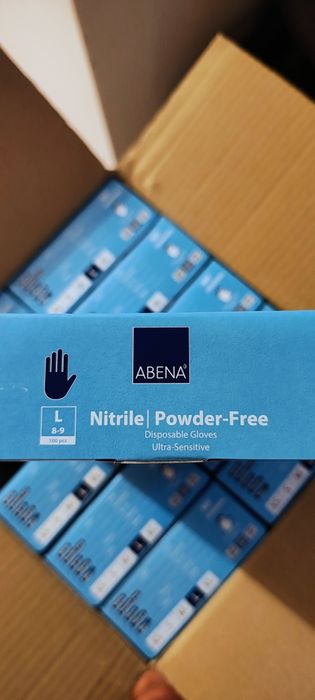 ABENA®
L
8-9
100 pcs
Nitrile | Powder-Free
Disposable Gloves
Ultra-Sensitive